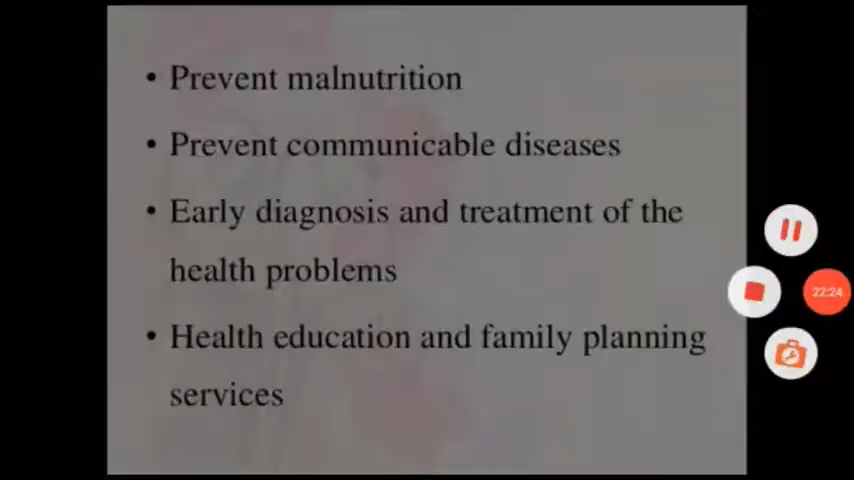 • Prevent malnutrition
• Prevent communicable diseases
• Early diagnosis and treatment of the
health problems
• Health education and family planning
services
22:24